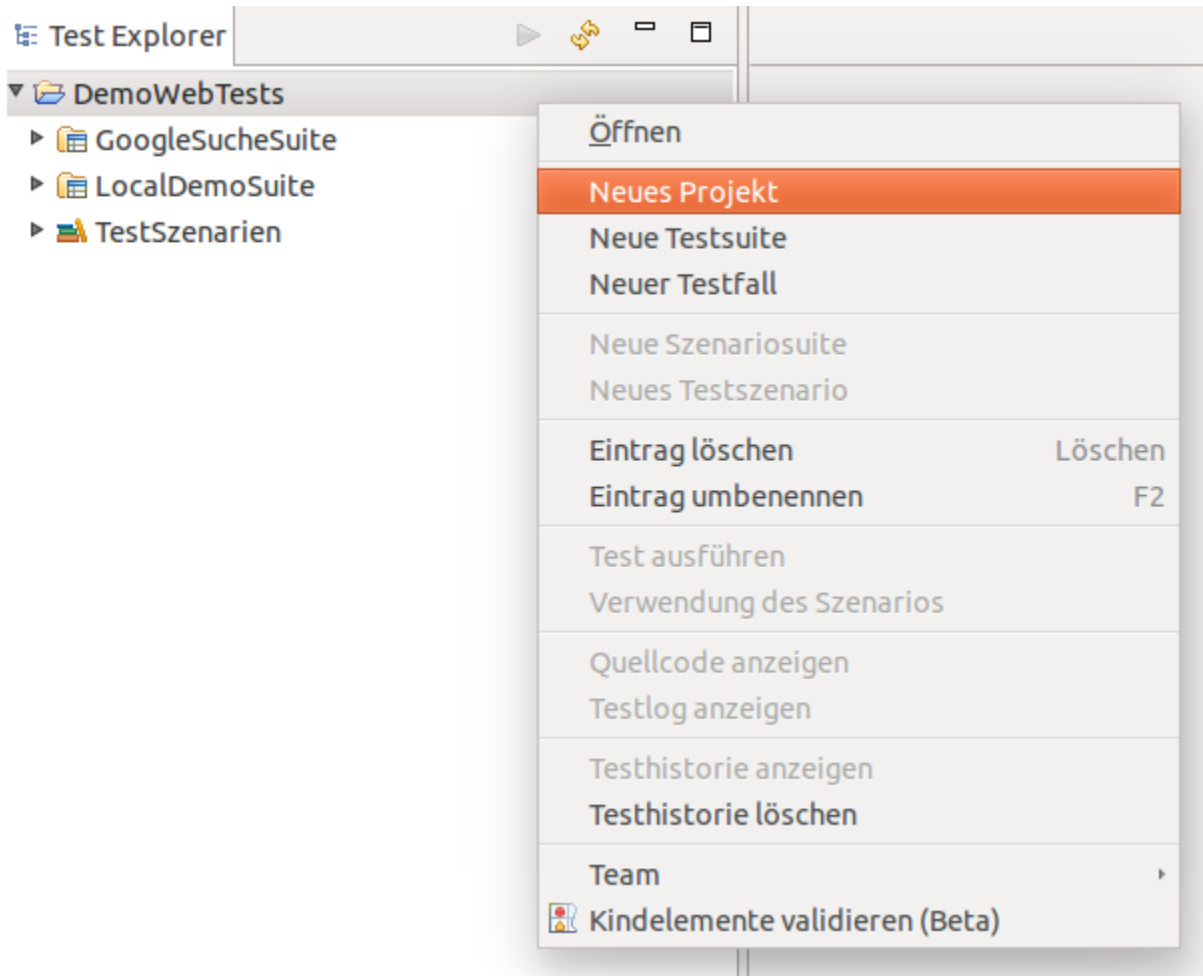 Test Explorer
DemoWebTests
GoogleSucheSuite
LocalDemoSuite
TestSzenarien
Öffnen
Neues Projekt
Neue Testsuite
Neuer Testfall
Neue Szenariosuite
Neues Testszenario
Eintrag löschen Löschen
Eintrag umbenennen F2
Test ausführen
Verwendung des Szenarios
Quellcode anzeigen
Testlog anzeigen
Testhistorie anzeigen
Testhistorie löschen
Team
Kindelemente validieren (Beta)